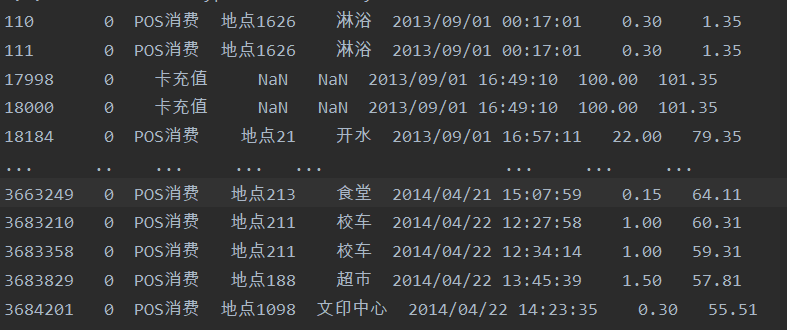 110 0 POS消费 地点1626 淋浴 2013/09/01 00:17:01 0.30 1.35
111 0 POS消费 地点1626 淋浴 2013/09/01 00:17:01 0.30 1.35
17998 0 卡充值 NaN NaN 2013/09/01 16:49:10 100.00 101.35
18000 0 卡充值 NaN NaN 2013/09/01 16:49:10 100.00 101.35
18184 0 POS消费 地点21 开水 2013/09/01 16:57:11 22.00 79.35
... .. ... ... ... ... ... ...
3663249 0 POS消费 地点213 食堂 2014/04/21 15:07:59 0.15 64.11
3683210 0 POS消费 地点211 校车 2014/04/22 12:27:58 1.00 60.31
3683358 0 POS消费 地点211 校车 2014/04/22 12:34:14 1.00 59.31
3683829 0 POS消费 地点188 超市 2014/04/22 13:45:39 1.50 57.81
3684201 0 POS消费 地点1098 文印中心 2014/04/22 14:23:35 0.30 55.51